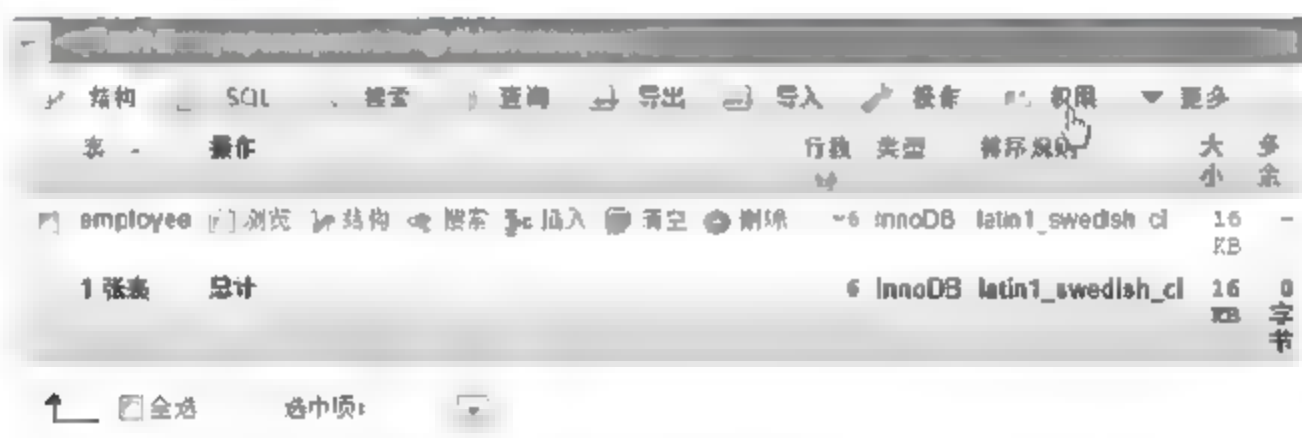 结构 SQL 搜索 查询 导出 导入 操作 权限 更多
表 操作 行数 类型 排序规则 大小 多余
employee 浏览 结构 搜索 插入 清空 删除 ~6 InnoDB latin1_swedish_ci 16 KB -
1 张表 总计 6 InnoDB latin1_swedish_ci 16 KB 0 字节
全选 选中项: